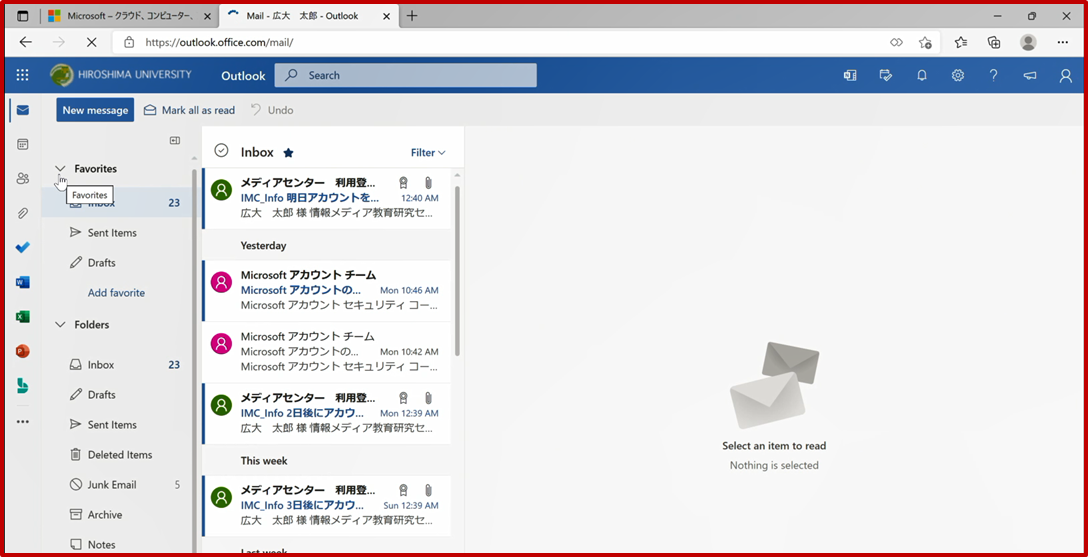 Microsoft – クラウド、コンピューター、
Mail - 広大　太郎 - Outlook
https://outlook.office.com/mail/
HIROSHIMA UNIVERSITY
Outlook
Search
New message
Mark all as read
Undo
Favorites
Favorites
Inbox 23
Sent Items
Drafts
Add favorite
Folders
Inbox 23
Drafts
Sent Items
Deleted Items
Junk Email 5
Archive
Notes
Inbox
Filter
メディアセンター　利用登...
IMC_Info 明日アカウントを... 12:40 AM
広大　太郎 様 情報メディア教育研究セ...
Yesterday
Microsoft アカウント チーム
Microsoft アカウントの... Mon 10:46 AM
Microsoft アカウント セキュリティ コー...
Microsoft アカウント チーム
Microsoft アカウントの... Mon 10:42 AM
Microsoft アカウント セキュリティ コー...
メディアセンター　利用登...
IMC_Info 2日後にアカウ... Mon 12:39 AM
広大　太郎 様 情報メディア教育研究セ...
This week
メディアセンター　利用登...
IMC_Info 3日後にアカウ... Sun 12:39 AM
広大　太郎 様 情報メディア教育研究セ...
Last week
Select an item to read
Nothing is selected